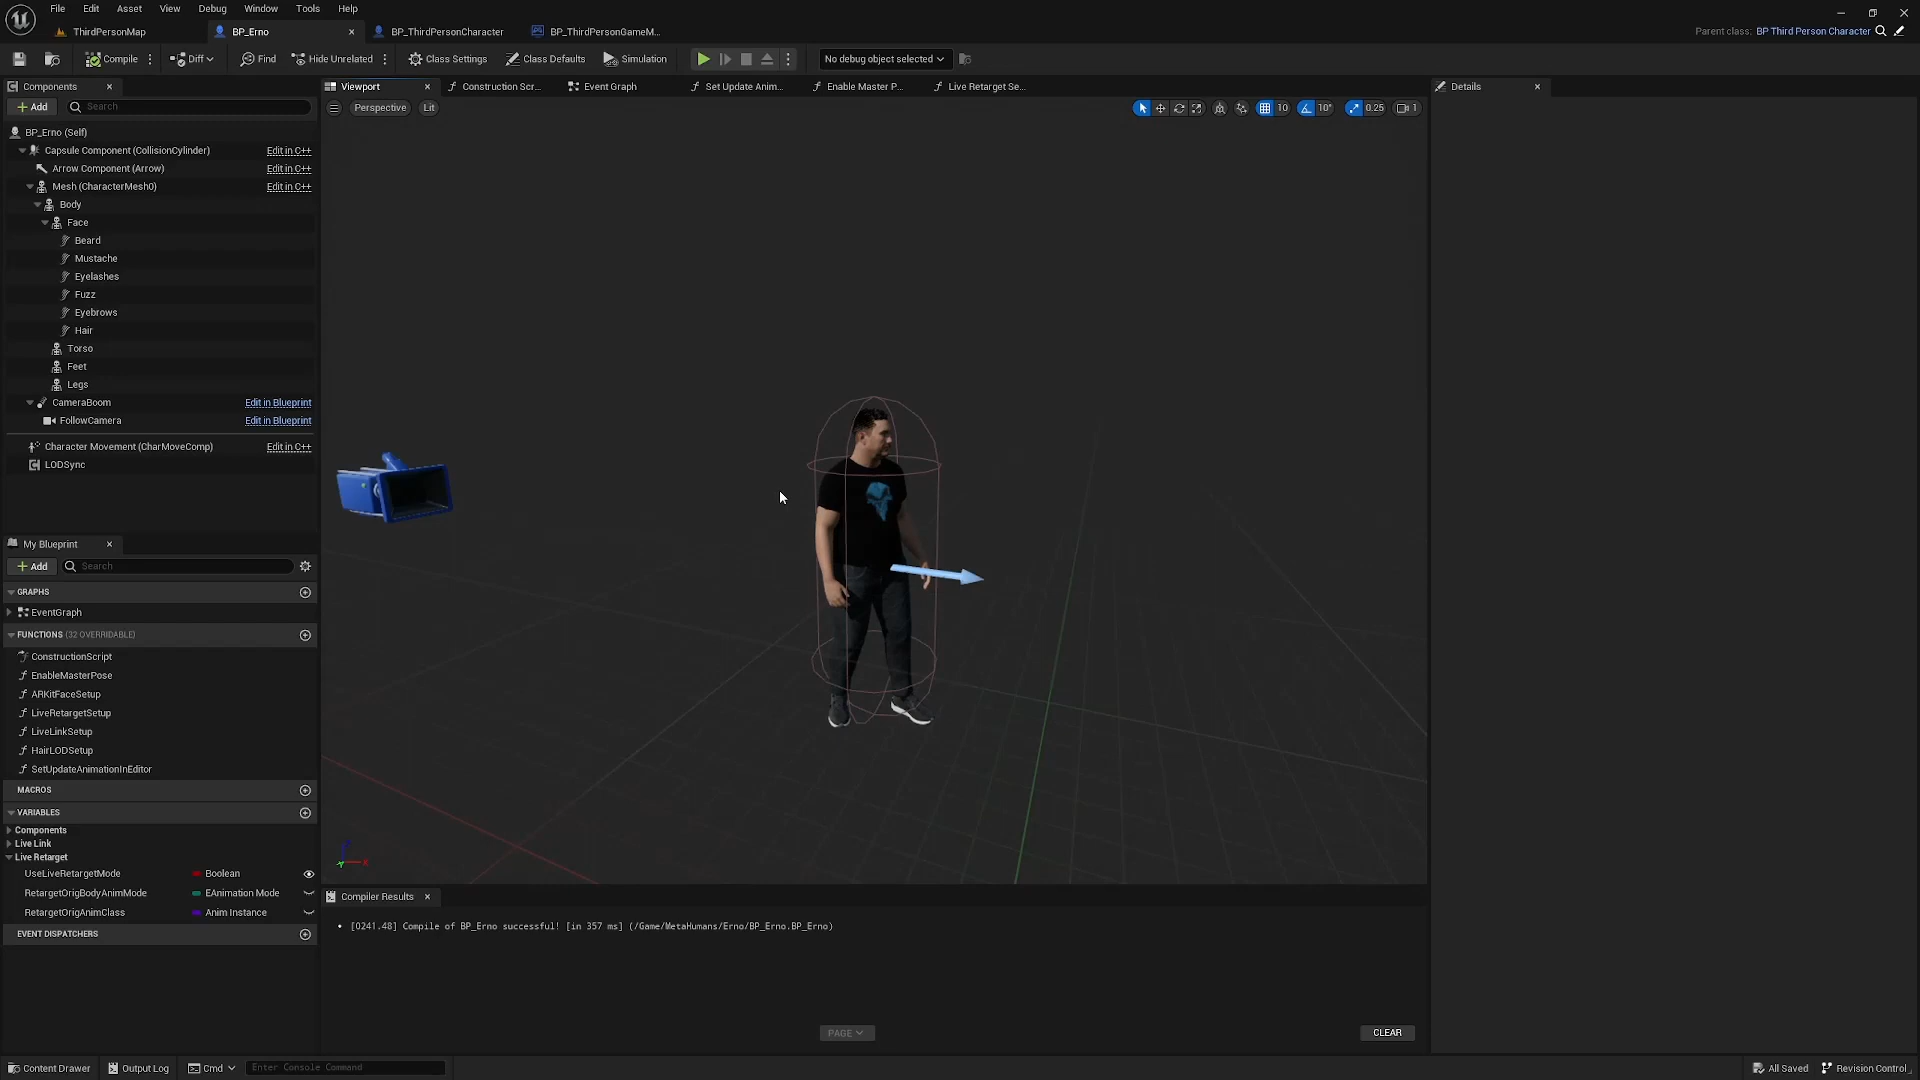 File Edit Asset View Debug Window Tools Help
ThirdPersonMap BP_Erno BP_ThirdPersonCharacter BP_ThirdPersonGameM...
Parent class: BP Third Person Character
Compile Diff Find Hide Unrelated Class Settings Class Defaults Simulation No debug object selected
Components
Add Search
BP_Erno (Self)
Capsule Component (CollisionCylinder) Edit in C++
Arrow Component (Arrow) Edit in C++
Mesh (CharacterMesh0) Edit in C++
Body
Face
Beard
Mustache
Eyelashes
Fuzz
Eyebrows
Hair
Torso
Feet
Legs
CameraBoom Edit in Blueprint
FollowCamera Edit in Blueprint
Character Movement (CharMoveComp) Edit in C++
LODSync
My Blueprint
Add Search
GRAPHS
EventGraph
FUNCTIONS (32 OVERRIDABLE)
ConstructionScript
EnableMasterPose
ARKitFaceSetup
LiveRetargetSetup
LiveLinkSetup
HairLODSetup
SetUpdateAnimationInEditor
MACROS
VARIABLES
Components
Live Link
Live Retarget
UseLiveRetargetMode Boolean
RetargetOrigBodyAnimMode EAnimation Mode
RetargetOrigAnimClass Anim Instance
EVENT DISPATCHERS
Viewport Construction Scr... Event Graph Set Update Anim... Enable Master P... Live Retarget Se...
Perspective Lit 10 10° 0.25 1
X
Compiler Results
[0241.48] Compile of BP_Erno successful! [in 357 ms] (/Game/MetaHumans/Erno/BP_Erno.BP_Erno)
PAGE CLEAR
Details
Content Drawer Output Log Cmd Enter Console Command All Saved Revision Control